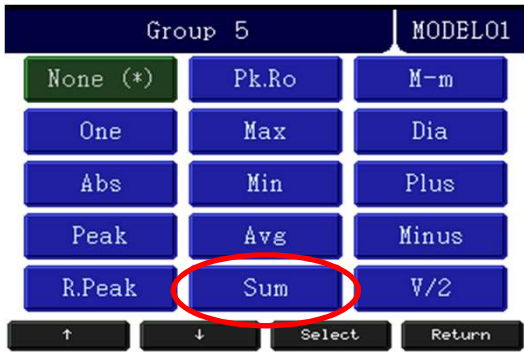 Group 5 MODELO1
None (*) Pk.Ro M-m
One Max Dia
Abs Min Plus
Peak Avg Minus
R.Peak Sum V/2
↑ ↓ Select Return